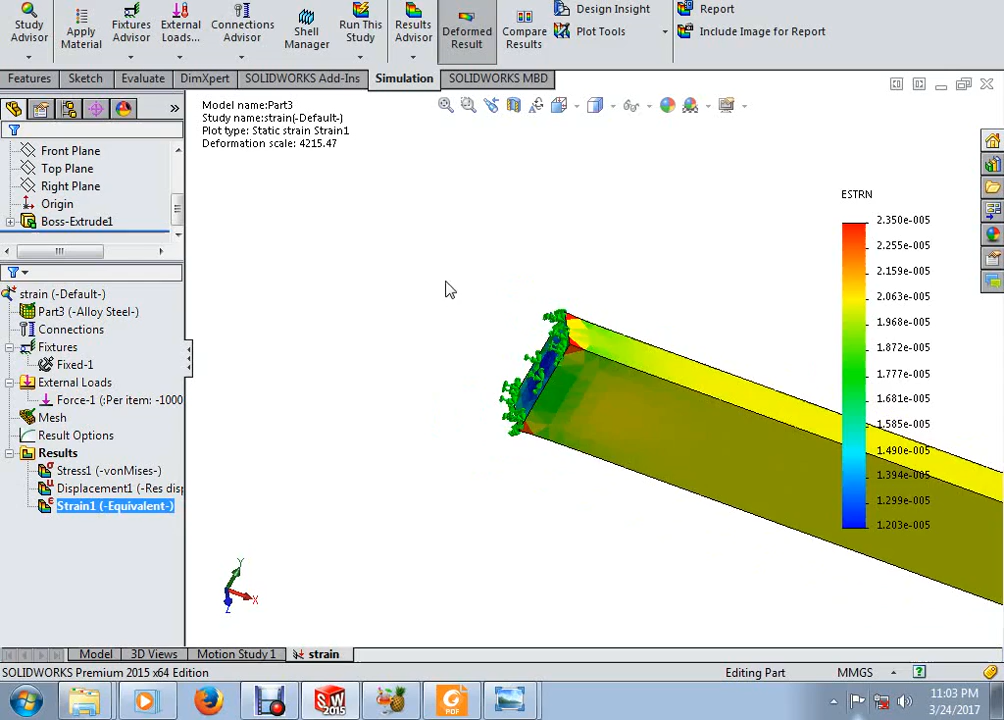 Study Advisor
Apply Material
Fixtures Advisor
External Loads...
Connections Advisor
Shell Manager
Run This Study
Results Advisor
Deformed Result
Compare Results
Design Insight
Plot Tools
Report
Include Image for Report
Features
Sketch
Evaluate
DimXpert
SOLIDWORKS Add-Ins
Simulation
SOLIDWORKS MBD
Front Plane
Top Plane
Right Plane
Origin
Boss-Extrude1
strain (-Default-)
Part3 (-Alloy Steel-)
Connections
Fixtures
Fixed-1
External Loads
Force-1 (:Per item: -1000
Mesh
Result Options
Results
Stress1 (-vonMises-)
Displacement1 (-Res disp
Strain1 (-Equivalent-)
Model name:Part3
Study name:strain(-Default-)
Plot type: Static strain Strain1
Deformation scale: 4215.47
ESTRN
2.350e-005
2.255e-005
2.159e-005
2.063e-005
1.968e-005
1.872e-005
1.777e-005
1.681e-005
1.585e-005
1.490e-005
1.394e-005
1.299e-005
1.203e-005
Y
X
Z
Model
3D Views
Motion Study 1
strain
SOLIDWORKS Premium 2015 x64 Edition
Editing Part
MMGS
SW
2015
PDF
11:03 PM
3/24/2017